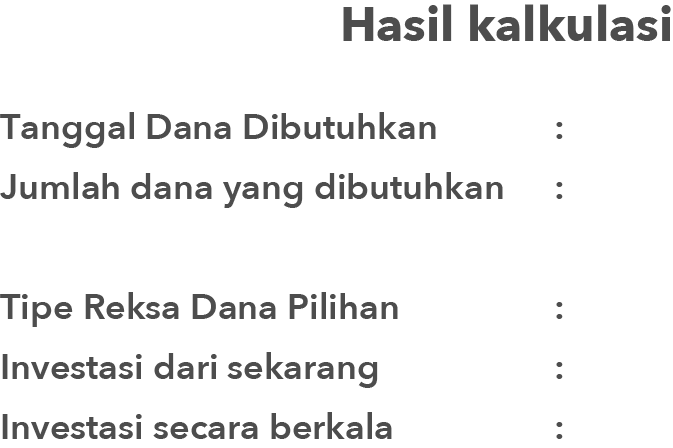 Hasil kalkulasi
Tanggal Dana Dibutuhkan :
Jumlah dana yang dibutuhkan :
Tipe Reksa Dana Pilihan :
Investasi dari sekarang :
Investasi secara berkala :